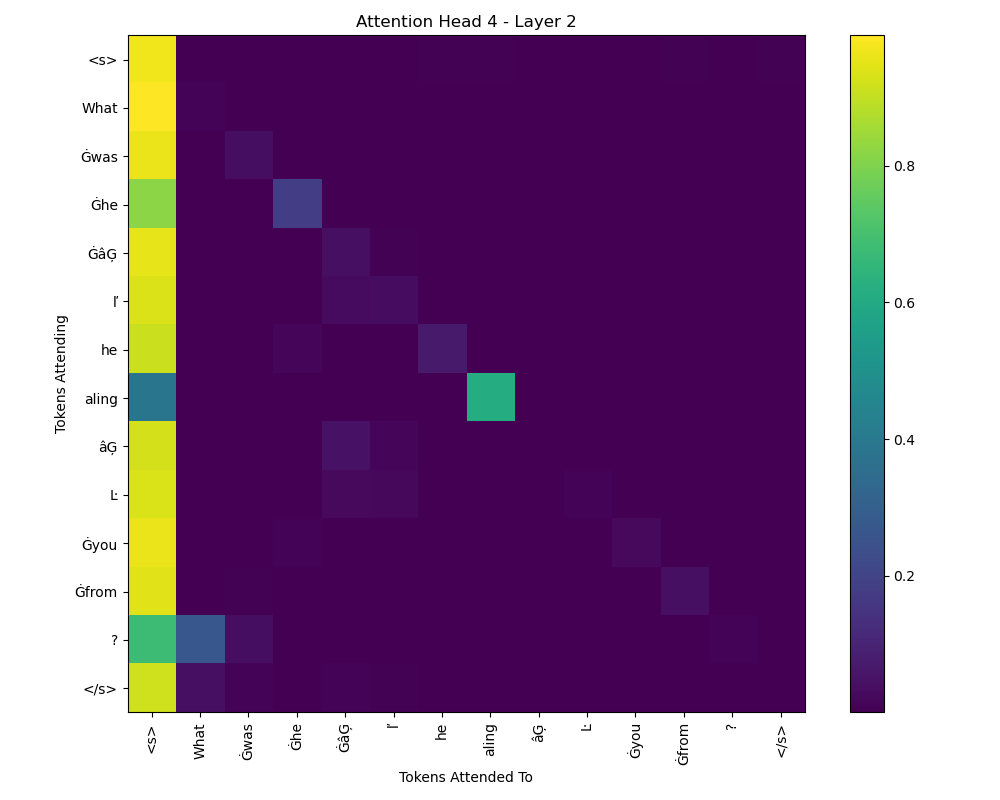 Attention Head 4 - Layer 2
Tokens Attending
<s>
What
Ġwas
Ġhe
ĠâĢ
ľ
he
aling
âĢ
Ŀ
Ġyou
Ġfrom
?
</s>
<s>
What
Ġwas
Ġhe
ĠâĢ
ľ
he
aling
âĢ
Ŀ
Ġyou
Ġfrom
?
</s>
Tokens Attended To
0.8
0.6
0.4
0.2